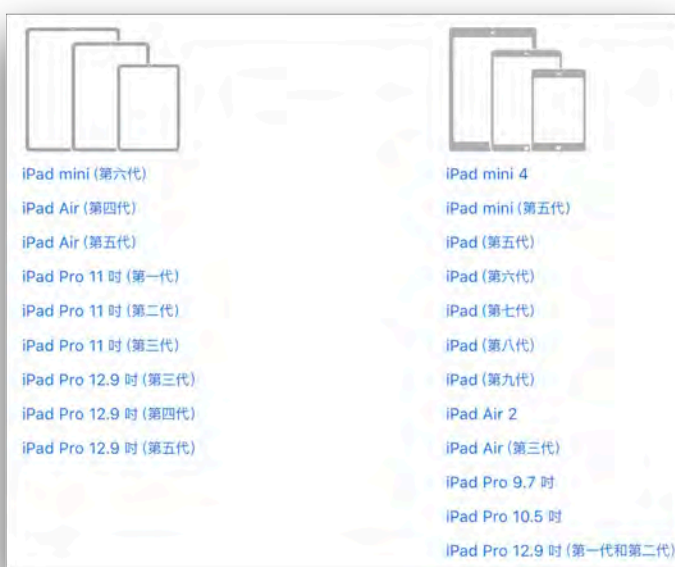 iPad mini (第六代)
iPad Air (第四代)
iPad Air (第五代)
iPad Pro 11 吋 (第一代)
iPad Pro 11 吋 (第二代)
iPad Pro 11 吋 (第三代)
iPad Pro 12.9 吋 (第三代)
iPad Pro 12.9 吋 (第四代)
iPad Pro 12.9 吋 (第五代)
iPad mini 4
iPad mini (第五代)
iPad (第五代)
iPad (第六代)
iPad (第七代)
iPad (第八代)
iPad (第九代)
iPad Air 2
iPad Air (第三代)
iPad Pro 9.7 吋
iPad Pro 10.5 吋
iPad Pro 12.9 吋 (第一代和第二代)